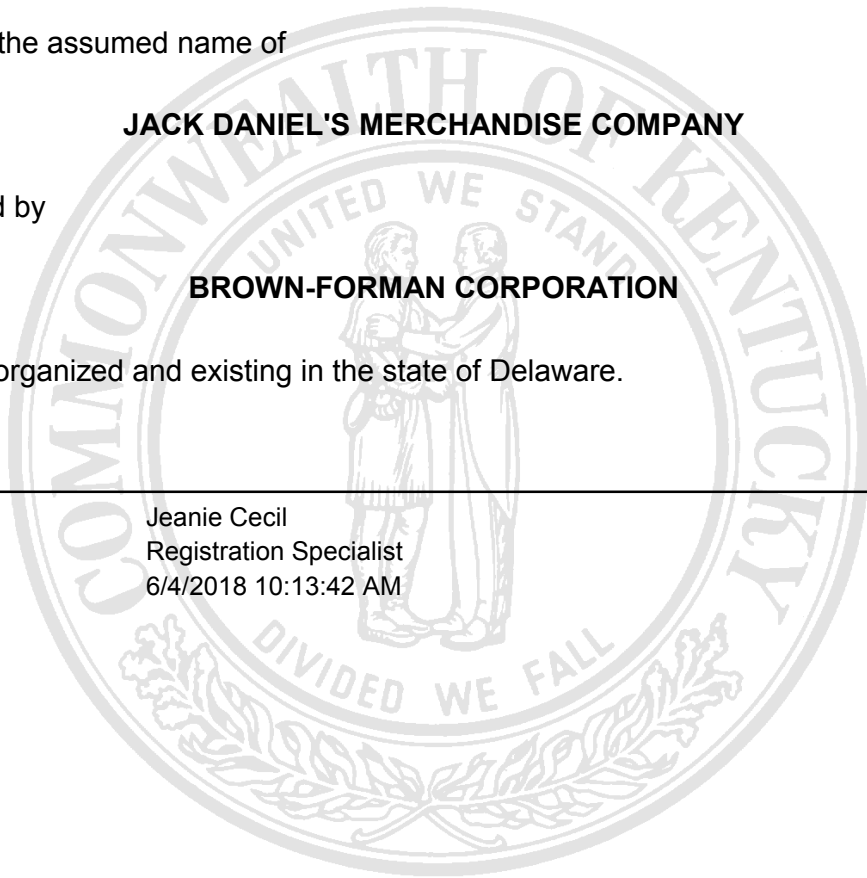 the assumed name of
JACK DANIEL'S MERCHANDISE COMPANY
d by
BROWN-FORMAN CORPORATION
organized and existing in the state of Delaware.
Jeanie Cecil
Registration Specialist
6/4/2018 10:13:42 AM
COMMONWEALTH OF KENTUCKY
UNITED WE STAND
DIVIDED WE FALL